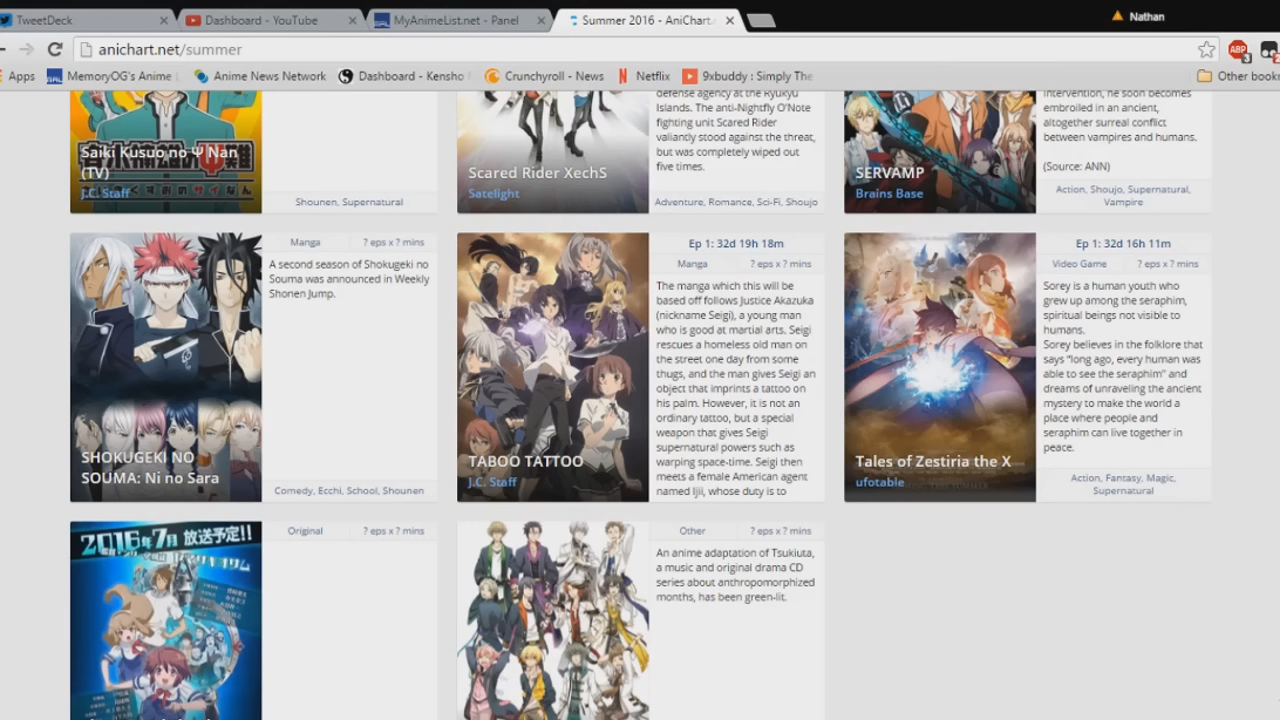 TweetDeck
Dashboard - YouTube
MyAnimeList.net - Panel
Summer 2016 - AniChart
Nathan
anichart.net/summer
ABP
3
2
Apps
MAL
MemoryOG's Anime
Anime News Network
Dashboard - Kensho
Crunchyroll - News
Netflix
9xbuddy : Simply The
Other book
Saiki Kusuo no Ψ Nan
(TV)
J.C. Staff
Shounen, Supernatural
Scared Rider XechS
Satelight
defense agency at the Ryukyu
Islands. The anti-Nightfly O'Note
fighting unit Scared Rider
valiantly stood against the threat,
but was completely wiped out
five times.
Adventure, Romance, Sci-Fi, Shoujo
SERVAMP
Brains Base
intervention, he soon becomes
embroiled in an ancient,
altogether surreal conflict
between vampires and humans.
(Source: ANN)
Action, Shoujo, Supernatural,
Vampire
SHOKUGEKI NO
SOUMA: Ni no Sara
Manga
? eps x ? mins
A second season of Shokugeki no
Souma was announced in Weekly
Shonen Jump.
Comedy, Ecchi, School, Shounen
TABOO TATTOO
J.C. Staff
Ep 1: 32d 19h 18m
Manga
? eps x ? mins
The manga which this will be
based off follows Justice Akazuka
(nickname Seigi), a young man
who is good at martial arts. Seigi
rescues a homeless old man on
the street one day from some
thugs, and the man gives Seigi an
object that imprints a tattoo on
his palm. However, it is not an
ordinary tattoo, but a special
weapon that gives Seigi
supernatural powers such as
warping space-time. Seigi then
meets a female American agent
named Ijii, whose duty is to
Tales of Zestiria the X
ufotable
Ep 1: 32d 16h 11m
Video Game
? eps x ? mins
Sorey is a human youth who
grew up among the seraphim,
spiritual beings not visible to
humans.
Sorey believes in the folklore that
says "long ago, every human was
able to see the seraphim" and
dreams of unraveling the ancient
mystery to make the world a
place where people and
seraphim can live together in
peace.
Action, Fantasy, Magic,
Supernatural
2016年7月 放送予定!!
Original
? eps x ? mins
Other
? eps x ? mins
An anime adaptation of Tsukiuta,
a music and original drama CD
series about anthropomorphized
months, has been green-lit.